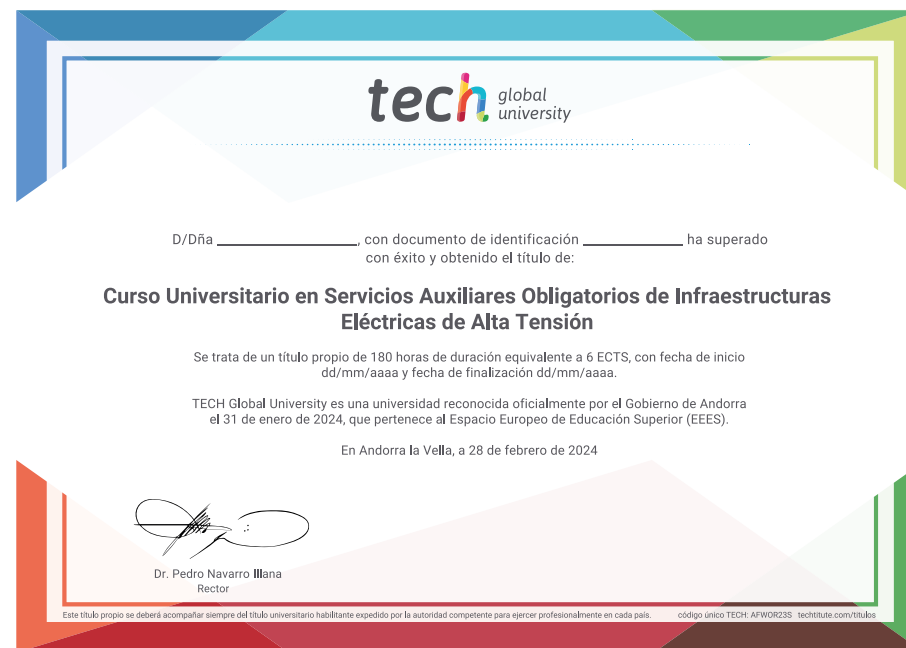 tech global university
D/Dña ____________________, con documento de identificación ______________ ha superado
con éxito y obtenido el título de:
Curso Universitario en Servicios Auxiliares Obligatorios de Infraestructuras
Eléctricas de Alta Tensión
Se trata de un título propio de 180 horas de duración equivalente a 6 ECTS, con fecha de inicio
dd/mm/aaaa y fecha de finalización dd/mm/aaaa.
TECH Global University es una universidad reconocida oficialmente por el Gobierno de Andorra
el 31 de enero de 2024, que pertenece al Espacio Europeo de Educación Superior (EEES).
En Andorra la Vella, a 28 de febrero de 2024
Dr. Pedro Navarro Illana
Rector
Este título propio se deberá acompañar siempre del título universitario habilitante expedido por la autoridad competente para ejercer profesionalmente en cada país. código único TECH: AFWOR23S techtitute.com/titulos